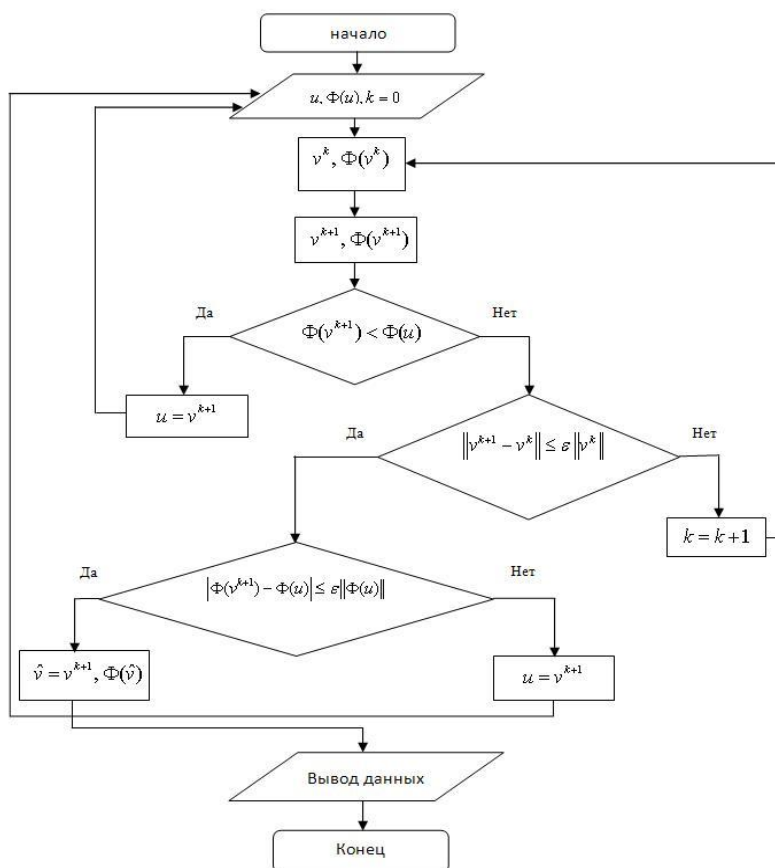 начало
u, Φ(u), k = 0
v^k, Φ(v^k)
v^{k+1}, Φ(v^{k+1})
Да
Нет
Φ(v^{k+1}) < Φ(u)
u = v^{k+1}
Да
Нет
‖v^{k+1} − v^k‖ ≤ ε‖v^k‖
k = k+1
Да
Нет
|Φ(v^{k+1}) − Φ(u)| ≤ ε‖Φ(u)‖
v̂ = v^{k+1}, Φ(v̂)
u = v^{k+1}
Вывод данных
Конец